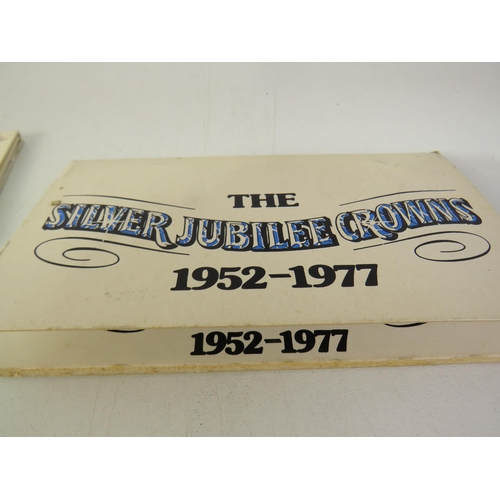 THE
SILVER JUBILEE CROWNS
1952-1977
1952-1977